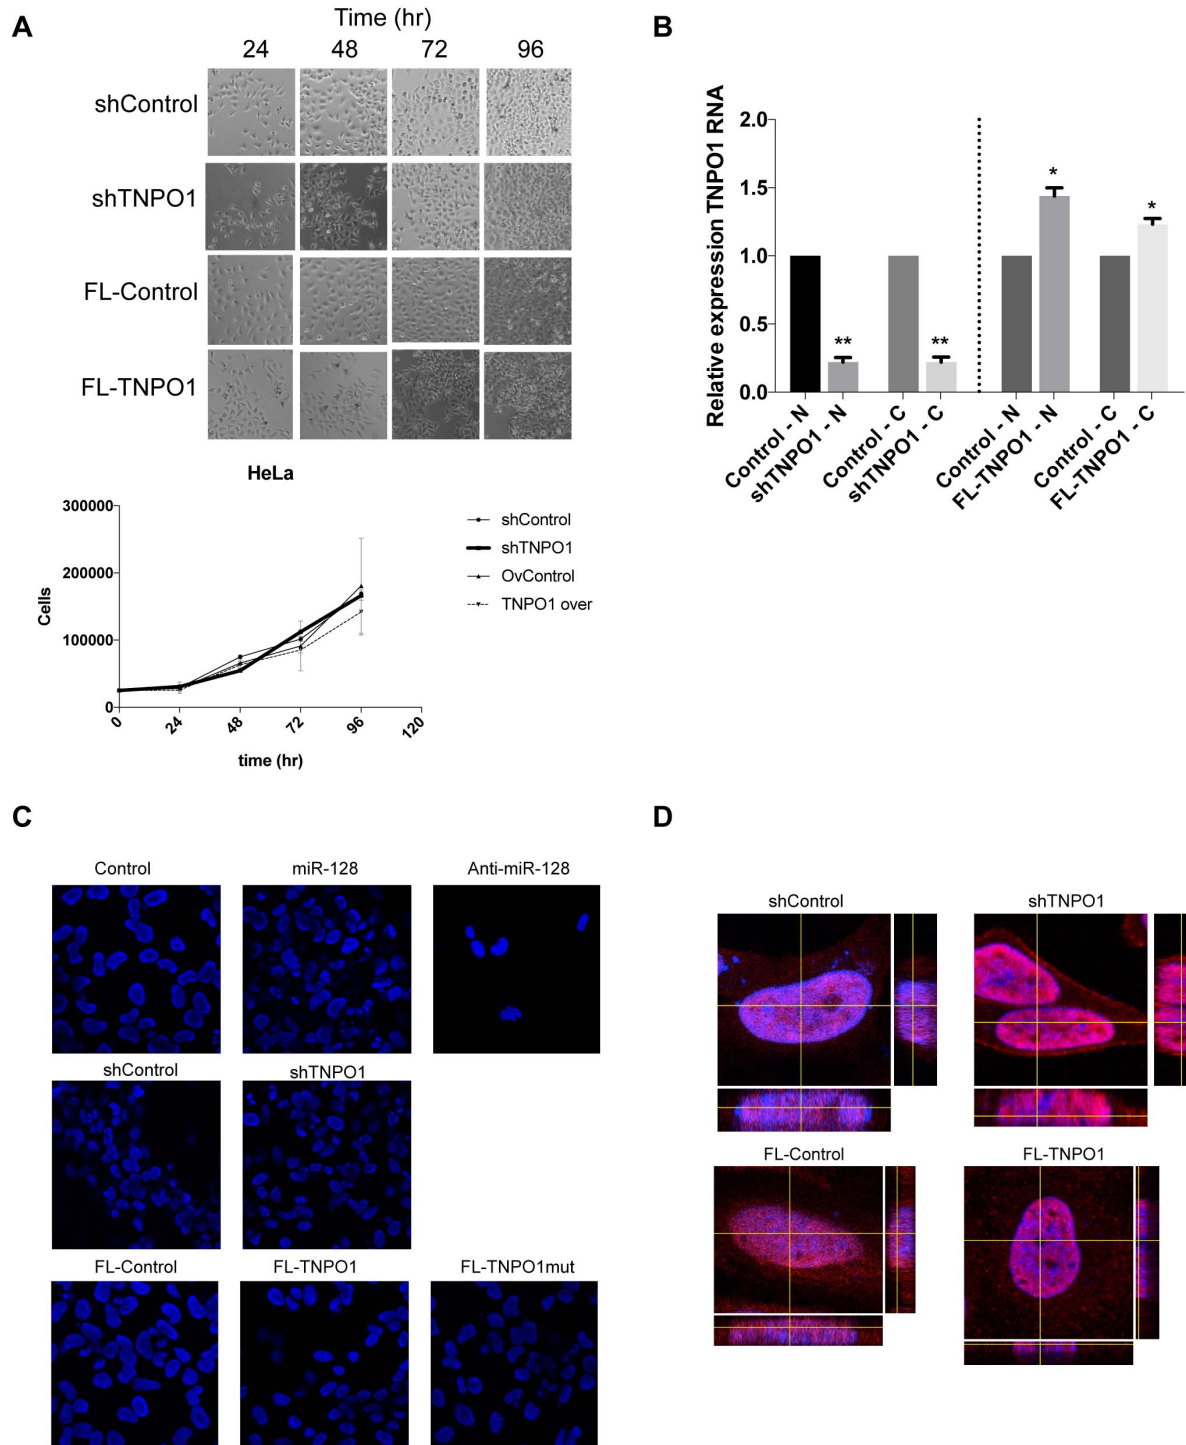 A
Time (hr)
24 48 72 96
shControl
shTNPO1
FL-Control
FL-TNPO1
HeLa
300000
200000
100000
0
Cells
0 24 48 72 96 120
time (hr)
shControl
shTNPO1
OvControl
TNPO1 over
B
Relative expression TNPO1 RNA
2.0
1.5
1.0
0.5
0.0
** ** * *
Control - N
shTNPO1 - N
Control - C
shTNPO1 - C
Control - N
FL-TNPO1 - N
Control - C
FL-TNPO1 - C
C
Control miR-128 Anti-miR-128
shControl shTNPO1
FL-Control FL-TNPO1 FL-TNPO1mut
D
shControl shTNPO1
FL-Control FL-TNPO1